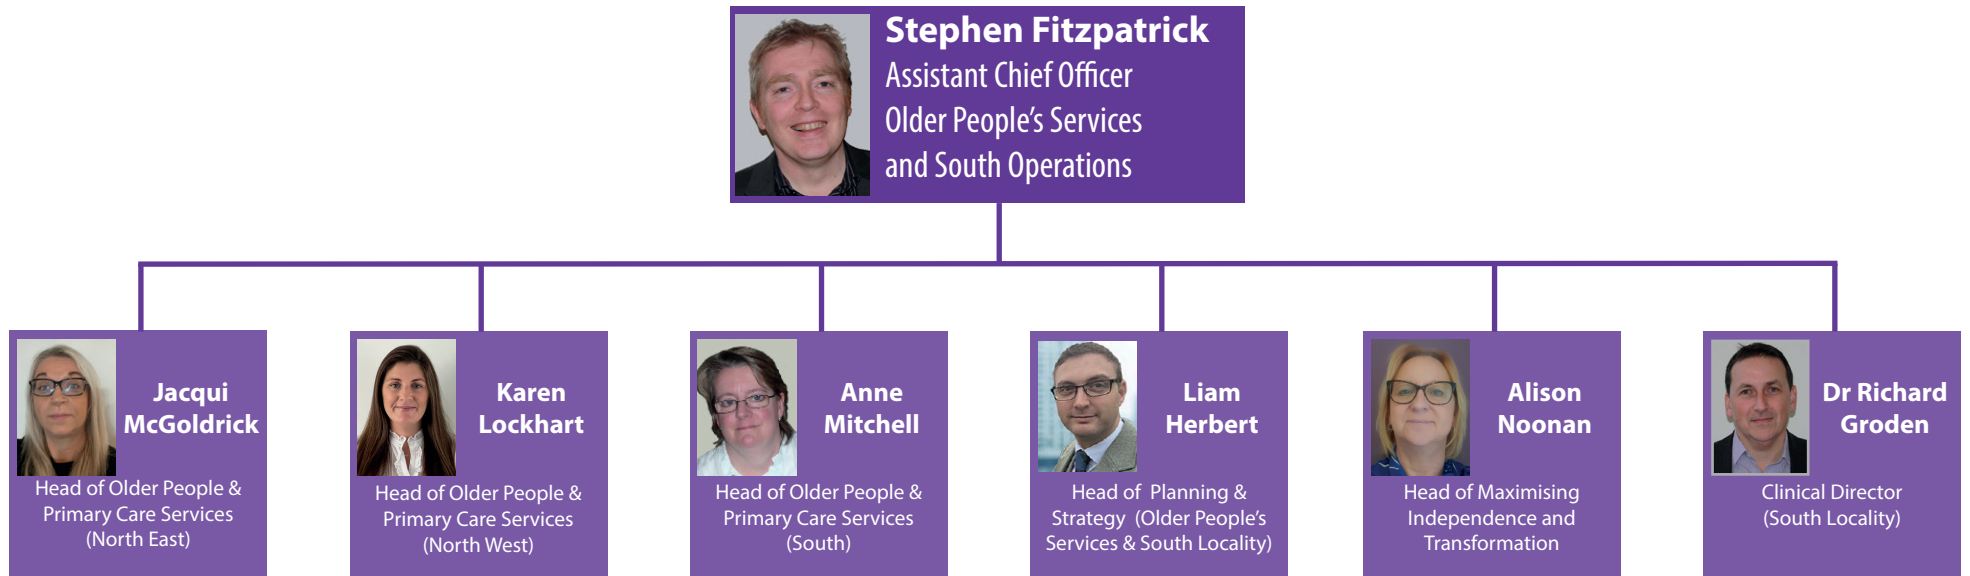 Stephen Fitzpatrick
Assistant Chief Officer
Older People’s Services
and South Operations
Jacqui
McGoldrick
Head of Older People &
Primary Care Services
(North East)
Karen
Lockhart
Head of Older People &
Primary Care Services
(North West)
Anne
Mitchell
Head of Older People &
Primary Care Services
(South)
Liam
Herbert
Head of Planning &
Strategy (Older People’s
Services & South Locality)
Alison
Noonan
Head of Maximising
Independence and
Transformation
Dr Richard
Groden
Clinical Director
(South Locality)